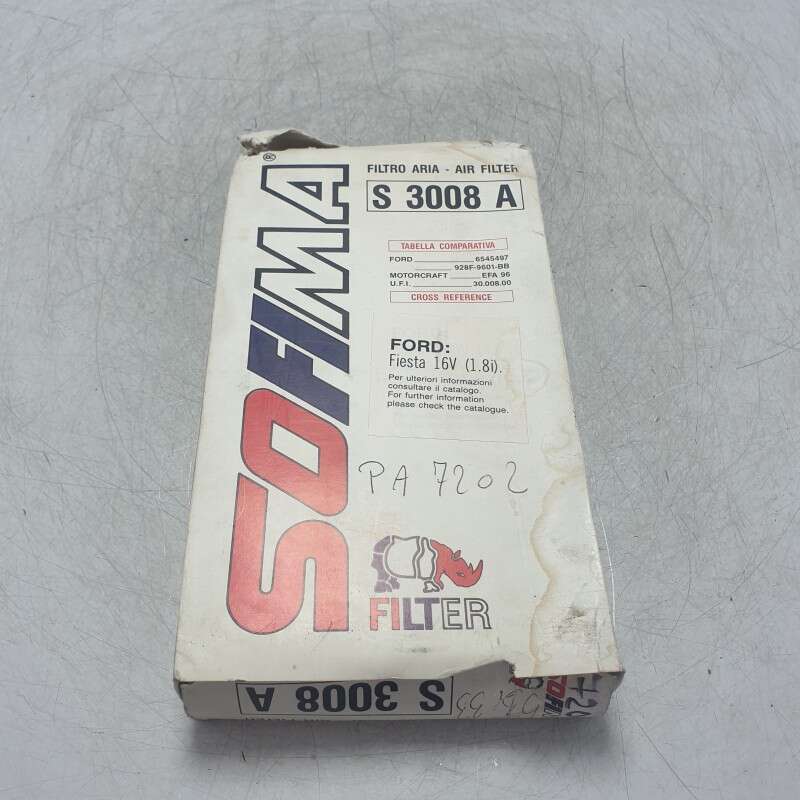 SOFIMA®
FILTRO ARIA - AIR FILTER
S 3008 A
TABELLA COMPARATIVA
FORD 6545497
928F-9601-BB
MOTORCRAFT EFA 96
U.F.I. 30.008.00
CROSS REFERENCE
FORD:
Fiesta 16V (1.8i).
Per ulteriori informazioni
consultare il catalogo.
For further information
please check the catalogue.
PA 7202
FILTER
S 3008 A